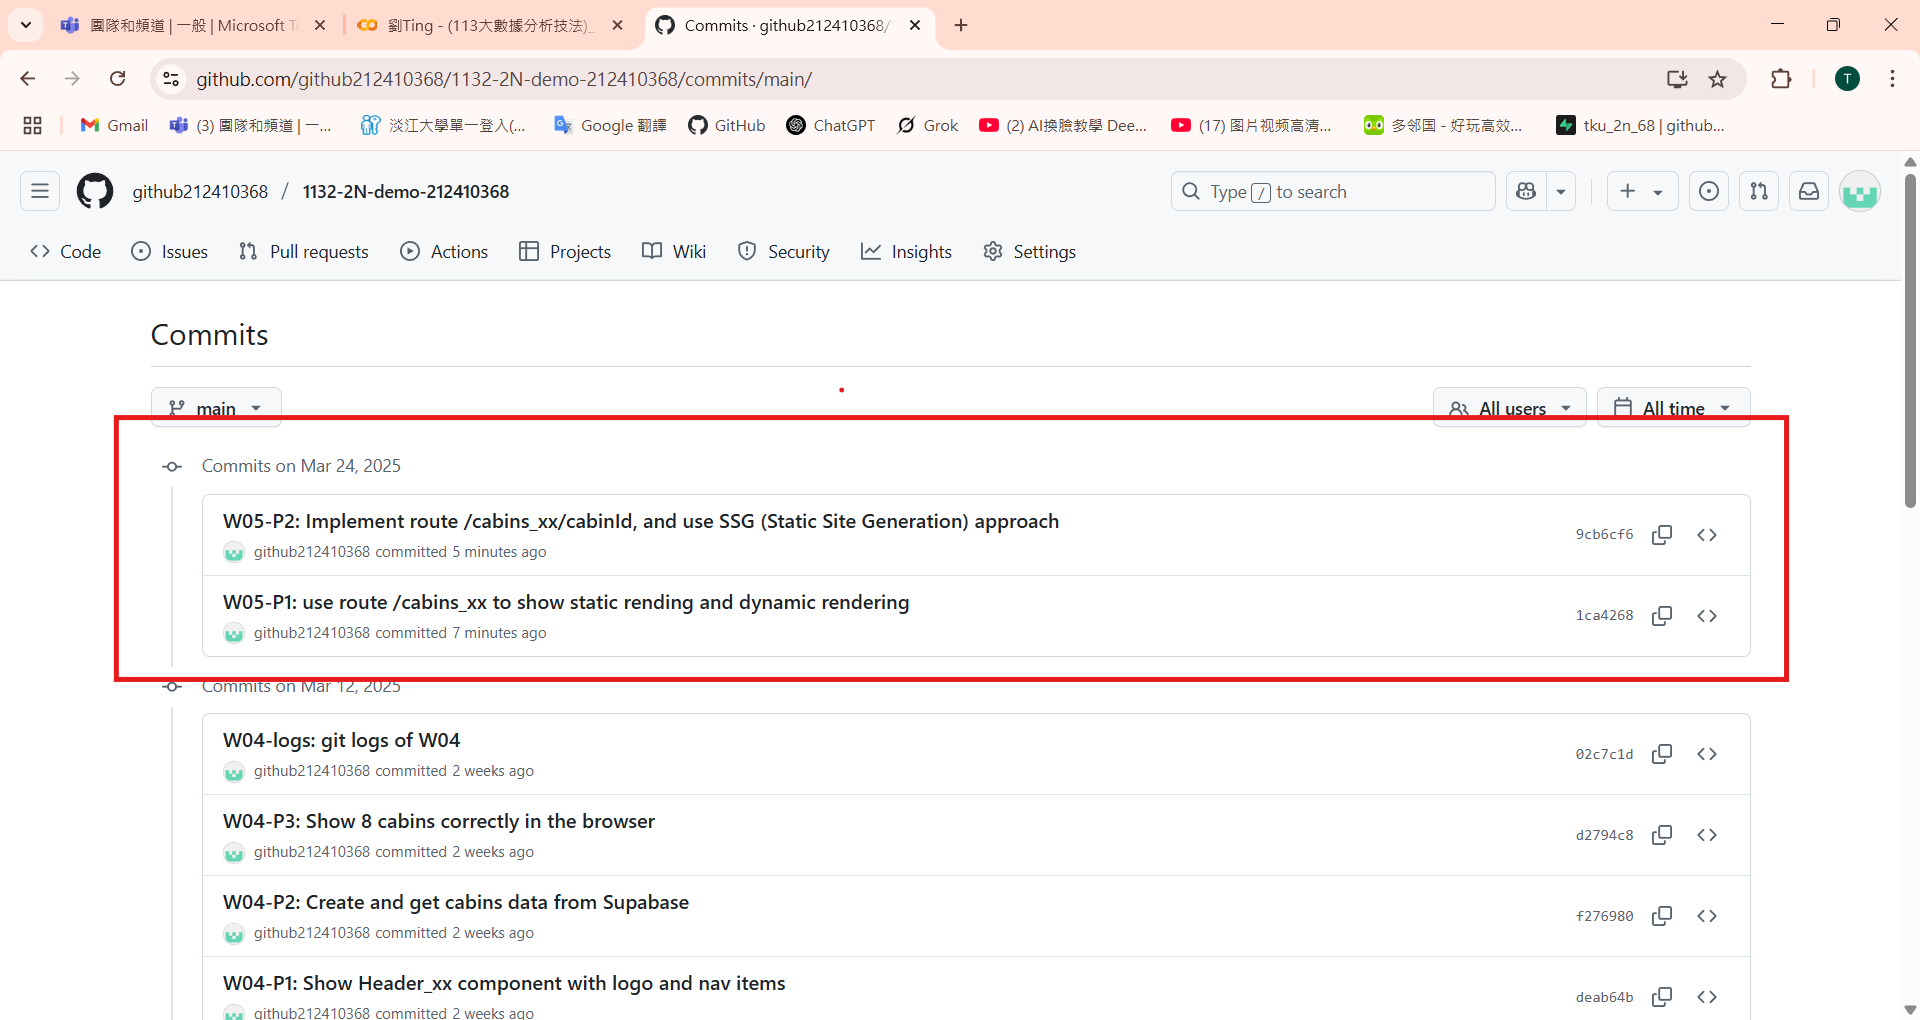 團隊和頻道 | 一般 | Microsoft T
劉Ting - (113大數據分析技法)_
Commits · github212410368/
github.com/github212410368/1132-2N-demo-212410368/commits/main/
T
Gmail
(3) 團隊和頻道 | 一...
淡江大學單一登入(...
Google 翻譯
GitHub
ChatGPT
Grok
(2) AI換臉教學 Dee...
(17) 图片视频高清...
多邻国 - 好玩高效...
tku_2n_68 | github...
github212410368 / 1132-2N-demo-212410368
Type / to search
Code
Issues
Pull requests
Actions
Projects
Wiki
Security
Insights
Settings
Commits
main
All users
All time
Commits on Mar 24, 2025
W05-P2: Implement route /cabins_xx/cabinId, and use SSG (Static Site Generation) approach
github212410368 committed 5 minutes ago
9cb6cf6
W05-P1: use route /cabins_xx to show static rending and dynamic rendering
github212410368 committed 7 minutes ago
1ca4268
Commits on Mar 12, 2025
W04-logs: git logs of W04
github212410368 committed 2 weeks ago
02c7c1d
W04-P3: Show 8 cabins correctly in the browser
github212410368 committed 2 weeks ago
d2794c8
W04-P2: Create and get cabins data from Supabase
github212410368 committed 2 weeks ago
f276980
W04-P1: Show Header_xx component with logo and nav items
github212410368 committed 2 weeks ago
deab64b